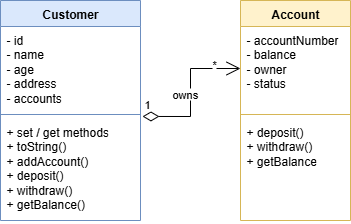 Customer
- id
- name
- age
- address
- accounts
+ set / get methods
+ toString()
+ addAccount()
+ deposit()
+ withdraw()
+ getBalance()
1
owns
*
Account
- accountNumber
- balance
- owner
- status
+ deposit()
+ withdraw()
+ getBalance